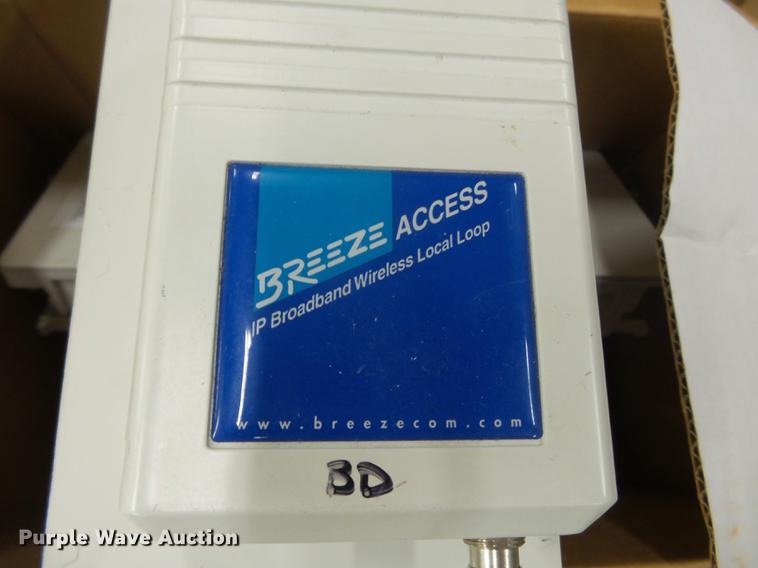 BREEZE ACCESS
IP Broadband Wireless Local Loop
www.breezecom.com
BD
Purple Wave Auction